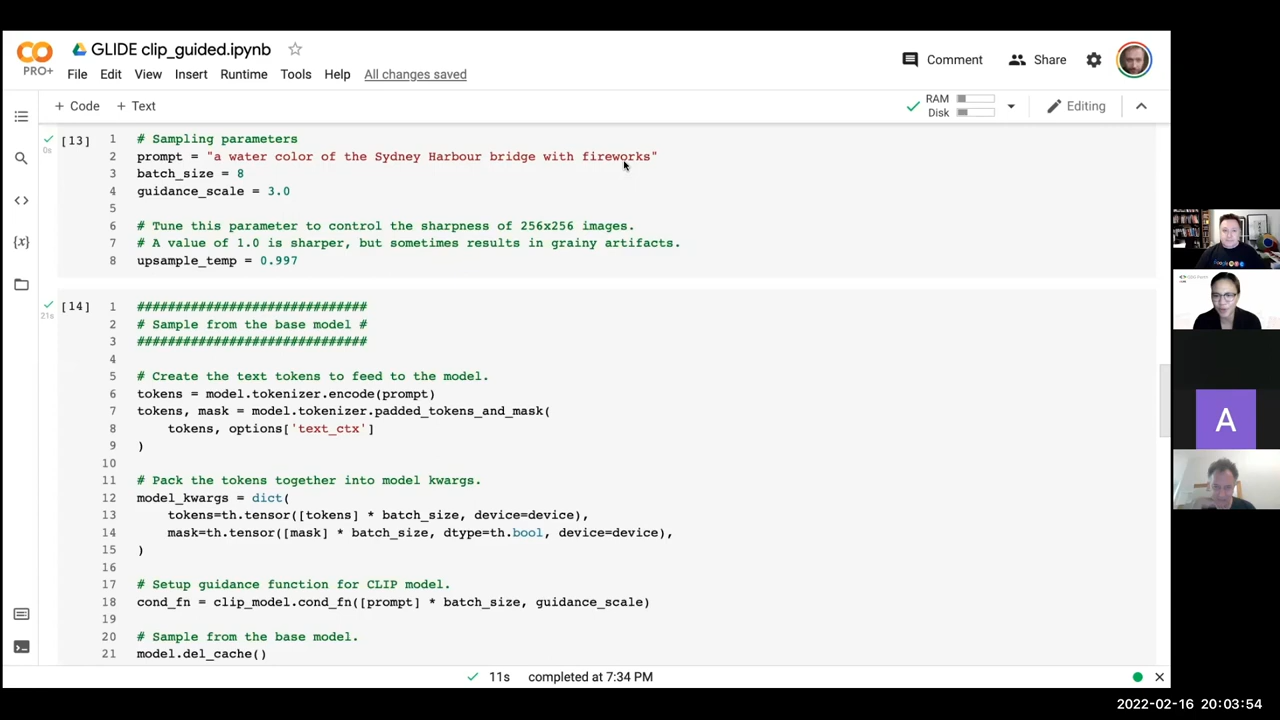 GLIDE clip_guided.ipynb
CO
PRO+
File Edit View Insert Runtime Tools Help All changes saved
Comment Share
+ Code + Text
RAM
Disk
Editing
[13]
0s
1 # Sampling parameters
2 prompt = "a water color of the Sydney Harbour bridge with fireworks"
3 batch_size = 8
4 guidance_scale = 3.0
5
6 # Tune this parameter to control the sharpness of 256x256 images.
7 # A value of 1.0 is sharper, but sometimes results in grainy artifacts.
8 upsample_temp = 0.997
[14]
21s
1 ##############################
2 # Sample from the base model #
3 ##############################
4
5 # Create the text tokens to feed to the model.
6 tokens = model.tokenizer.encode(prompt)
7 tokens, mask = model.tokenizer.padded_tokens_and_mask(
8 tokens, options['text_ctx']
9 )
10
11 # Pack the tokens together into model kwargs.
12 model_kwargs = dict(
13 tokens=th.tensor([tokens] * batch_size, device=device),
14 mask=th.tensor([mask] * batch_size, dtype=th.bool, device=device),
15 )
16
17 # Setup guidance function for CLIP model.
18 cond_fn = clip_model.cond_fn([prompt] * batch_size, guidance_scale)
19
20 # Sample from the base model.
21 model.del_cache()
11s completed at 7:34 PM
A
2022-02-16 20:03:54